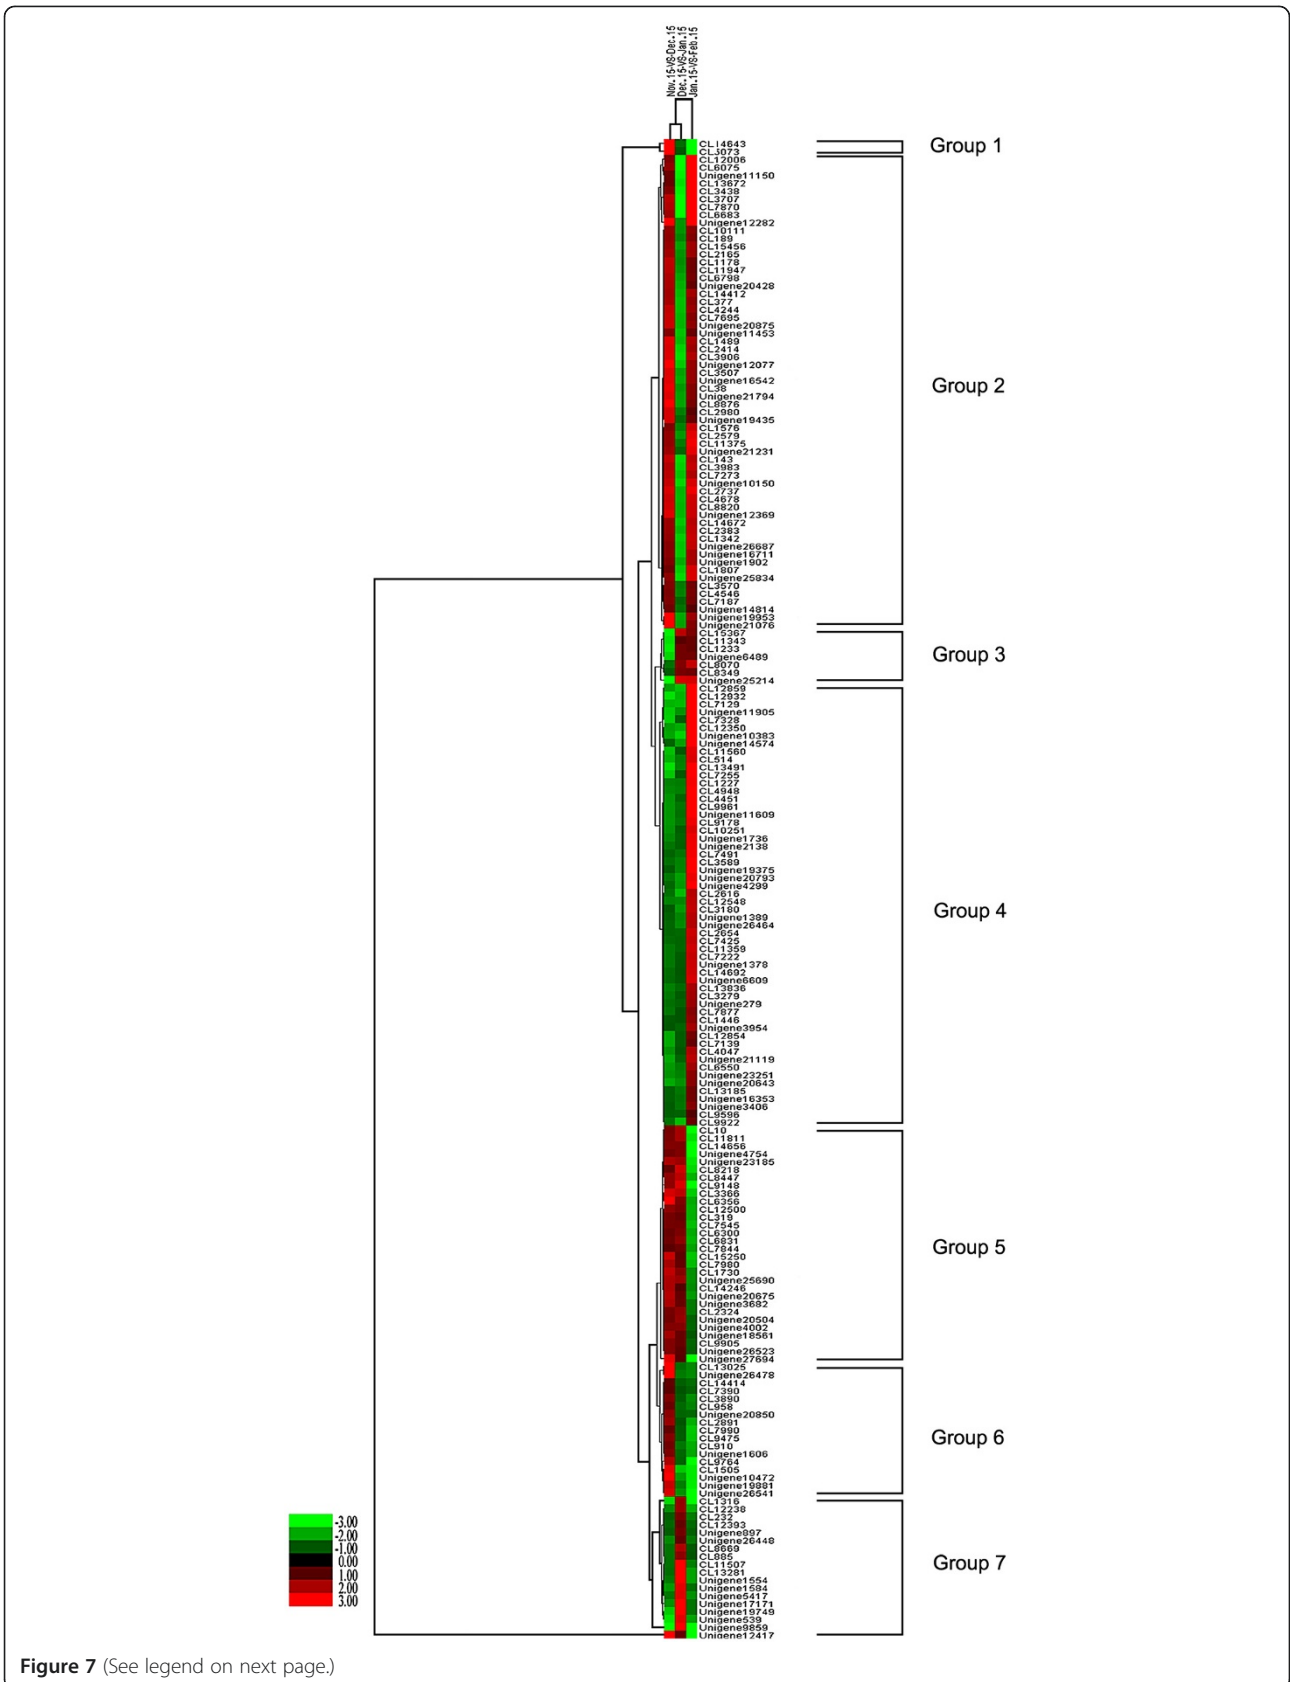 Nov.15-VS-Dec.15
Dec.15-VS-Jan.15
Jan.15-VS-Feb.15
CL14643
CL3073
CL12006
CL6075
Unigene11150
CL13672
CL3438
CL3707
CL7870
CL6683
Unigene12282
CL10111
CL189
CL15456
CL2165
CL1178
CL11947
CL6798
Unigene20428
CL14412
CL377
CL4244
CL7695
Unigene20875
Unigene11453
CL1489
CL2414
CL3906
Unigene12077
CL3507
Unigene16542
CL38
Unigene21794
CL8876
CL2980
Unigene19435
CL1576
CL2579
CL11375
Unigene21231
CL143
CL3983
CL7273
Unigene10150
CL2737
CL4678
CL8820
Unigene12369
CL14672
CL2383
CL1342
Unigene26687
Unigene16711
Unigene1902
CL1807
Unigene25834
CL3570
CL4546
CL7187
Unigene14814
Unigene19953
Unigene21076
CL15367
CL11343
CL1233
Unigene6489
CL8070
CL8349
Unigene25214
CL12859
CL12932
CL7129
Unigene11905
CL7328
CL12350
Unigene10383
Unigene14574
CL11560
CL514
CL13491
CL7255
CL1227
CL4948
CL4451
CL9961
Unigene11609
CL9178
CL10251
Unigene1736
Unigene2138
CL7491
CL3589
Unigene19375
Unigene20793
Unigene4299
CL2616
CL12548
CL3180
Unigene1389
Unigene26464
CL2654
CL7425
CL11359
CL7222
Unigene1378
CL14692
Unigene6609
CL13836
CL3279
Unigene279
CL7877
CL1446
Unigene3954
CL12854
CL7139
CL4047
Unigene21119
CL6550
Unigene23251
Unigene20643
CL13185
Unigene16353
Unigene3406
CL9596
CL9922
CL10
CL11811
CL14656
Unigene4754
Unigene23185
CL8218
CL8447
CL9148
CL3366
CL6356
CL12500
CL319
CL7545
CL6300
CL6831
CL7844
CL15250
CL7980
CL1730
Unigene25690
CL14246
Unigene20675
Unigene3682
CL2324
Unigene20504
Unigene4002
Unigene18561
CL9905
Unigene26523
Unigene27694
CL13025
Unigene26478
CL14414
CL7390
CL3890
CL958
Unigene20850
CL2891
CL7990
CL9475
CL910
Unigene1606
CL9764
CL1505
Unigene10472
Unigene19881
Unigene26541
CL1316
CL12238
CL232
CL12393
Unigene897
Unigene26448
CL8669
CL885
CL11507
CL13281
Unigene1554
Unigene1584
Unigene5417
Unigene17171
Unigene19749
Unigene539
Unigene9859
Unigene12417
Group 1
Group 2
Group 3
Group 4
Group 5
Group 6
Group 7
-3.00
-2.00
-1.00
0.00
1.00
2.00
3.00
Figure 7 (See legend on next page.)